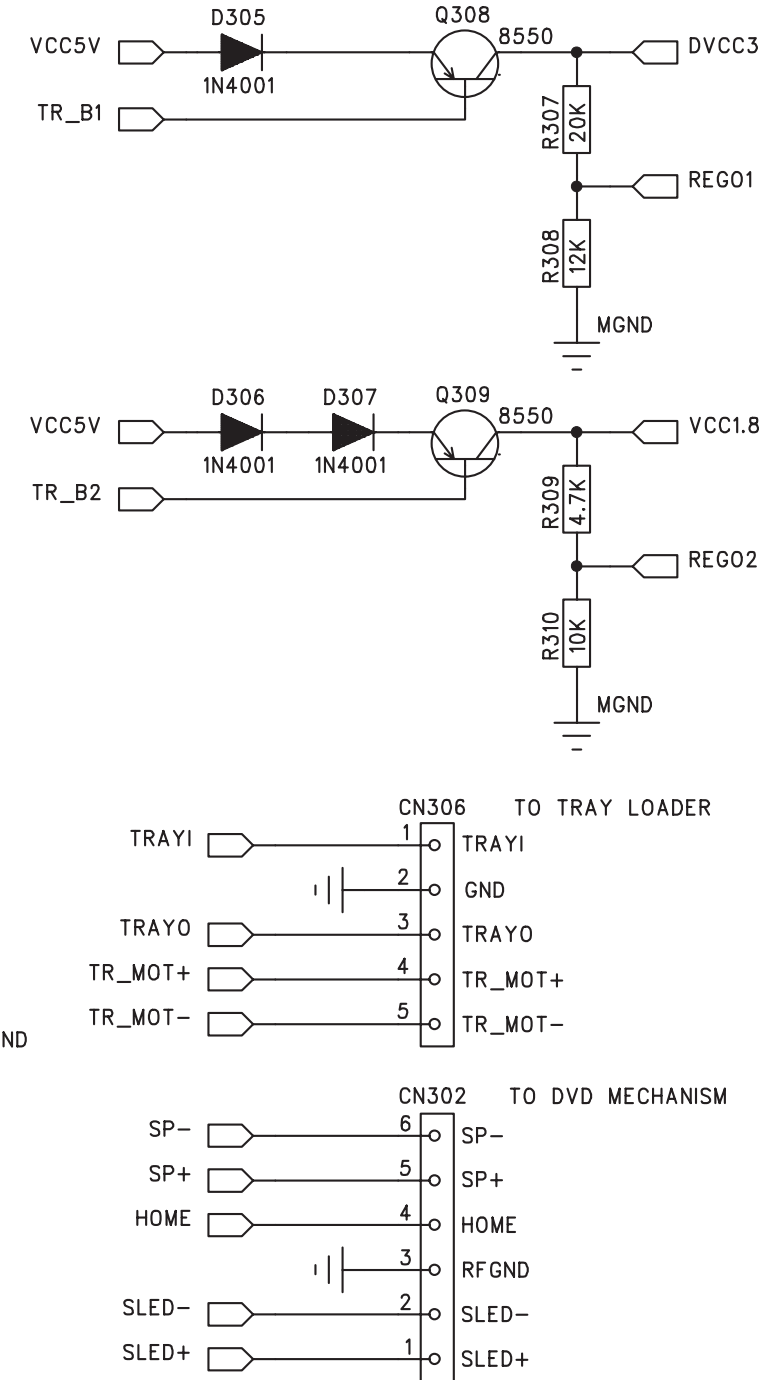 D305
Q308
VCC5V
8550
DVCC3
1N4001
TR_B1
R307
20K
REGO1
R308
12K
MGND
D306
D307
Q309
VCC5V
8550
VCC1.8
1N4001
1N4001
TR_B2
R309
4.7K
REGO2
R310
10K
MGND
CN306 TO TRAY LOADER
TRAYI 1 TRAYI
2 GND
TRAYO 3 TRAYO
TR_MOT+ 4 TR_MOT+
TR_MOT- 5 TR_MOT-
ND
CN302 TO DVD MECHANISM
SP- 6 SP-
SP+ 5 SP+
HOME 4 HOME
3 RFGND
SLED- 2 SLED-
SLED+ 1 SLED+